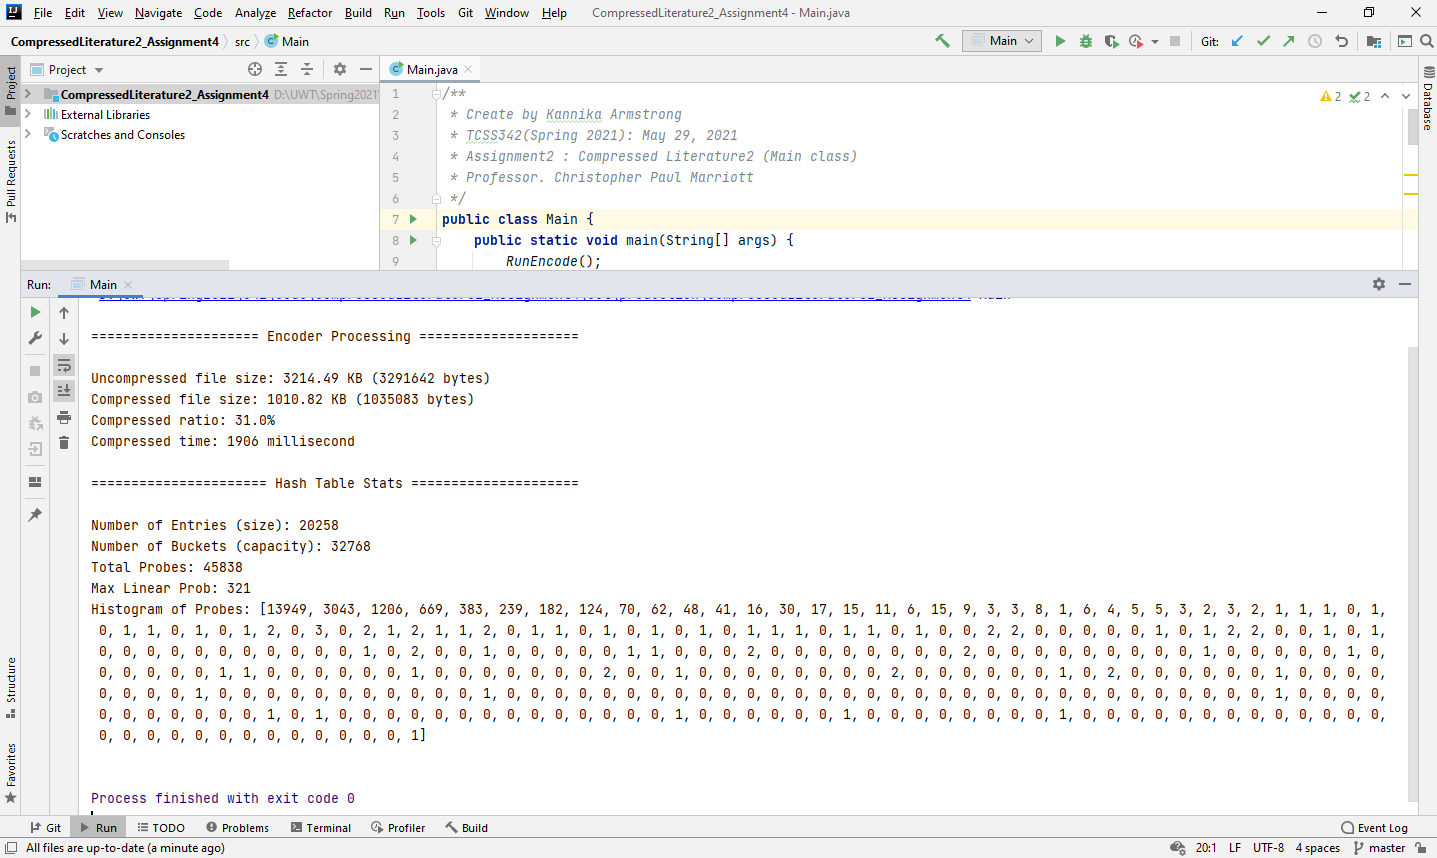 File Edit View Navigate Code Analyze Refactor Build Run Tools Git Window Help CompressedLiterature2_Assignment4 - Main.java
CompressedLiterature2_Assignment4 src Main Main Git:
Project Main.java
CompressedLiterature2_Assignment4 D:\UWT\Spring2021\
External Libraries
Scratches and Consoles
Project
Pull Requests
Structure
Favorites
Database
2 2
1 /**
2 * Create by Kannika Armstrong
3 * TCSS342(Spring 2021): May 29, 2021
4 * Assignment2 : Compressed Literature2 (Main class)
5 * Professor. Christopher Paul Marriott
6 */
7 public class Main {
8 public static void main(String[] args) {
9 RunEncode();
Run: Main
===================== Encoder Processing ====================
Uncompressed file size: 3214.49 KB (3291642 bytes)
Compressed file size: 1010.82 KB (1035083 bytes)
Compressed ratio: 31.0%
Compressed time: 1906 millisecond
====================== Hash Table Stats =====================
Number of Entries (size): 20258
Number of Buckets (capacity): 32768
Total Probes: 45838
Max Linear Prob: 321
Histogram of Probes: [13949, 3043, 1206, 669, 383, 239, 182, 124, 70, 62, 48, 41, 16, 30, 17, 15, 11, 6, 15, 9, 3, 3, 8, 1, 6, 4, 5, 5, 3, 2, 3, 2, 1, 1, 1, 0, 1,
0, 1, 1, 0, 1, 0, 1, 2, 0, 3, 0, 2, 1, 2, 1, 1, 2, 0, 1, 1, 0, 1, 0, 1, 0, 1, 0, 1, 1, 1, 0, 1, 1, 0, 1, 0, 0, 2, 2, 0, 0, 0, 0, 0, 1, 0, 1, 2, 2, 0, 0, 1, 0, 1,
0, 0, 0, 0, 0, 0, 0, 0, 0, 0, 0, 1, 0, 2, 0, 0, 1, 0, 0, 0, 0, 0, 1, 1, 0, 0, 0, 2, 0, 0, 0, 0, 0, 0, 0, 0, 2, 0, 0, 0, 0, 0, 0, 0, 0, 0, 1, 0, 0, 0, 0, 0, 1, 0,
0, 0, 0, 0, 0, 1, 1, 0, 0, 0, 0, 0, 0, 1, 0, 0, 0, 0, 0, 0, 0, 2, 0, 0, 1, 0, 0, 0, 0, 0, 0, 0, 0, 2, 0, 0, 0, 0, 0, 0, 1, 0, 2, 0, 0, 0, 0, 0, 0, 1, 0, 0, 0, 0,
0, 0, 0, 0, 1, 0, 0, 0, 0, 0, 0, 0, 0, 0, 0, 0, 1, 0, 0, 0, 0, 0, 0, 0, 0, 0, 0, 0, 0, 0, 0, 0, 0, 0, 0, 0, 0, 0, 0, 0, 0, 0, 0, 0, 0, 0, 0, 0, 0, 1, 0, 0, 0, 0,
0, 0, 0, 0, 0, 0, 0, 1, 0, 1, 0, 0, 0, 0, 0, 0, 0, 0, 0, 0, 0, 0, 0, 0, 1, 0, 0, 0, 0, 0, 0, 1, 0, 0, 0, 0, 0, 0, 0, 0, 1, 0, 0, 0, 0, 0, 0, 0, 0, 0, 0, 0, 0, 0,
0, 0, 0, 0, 0, 0, 0, 0, 0, 0, 0, 0, 0, 1]
Process finished with exit code 0
Git Run TODO Problems Terminal Profiler Build Event Log
All files are up-to-date (a minute ago) 20:1 LF UTF-8 4 spaces master